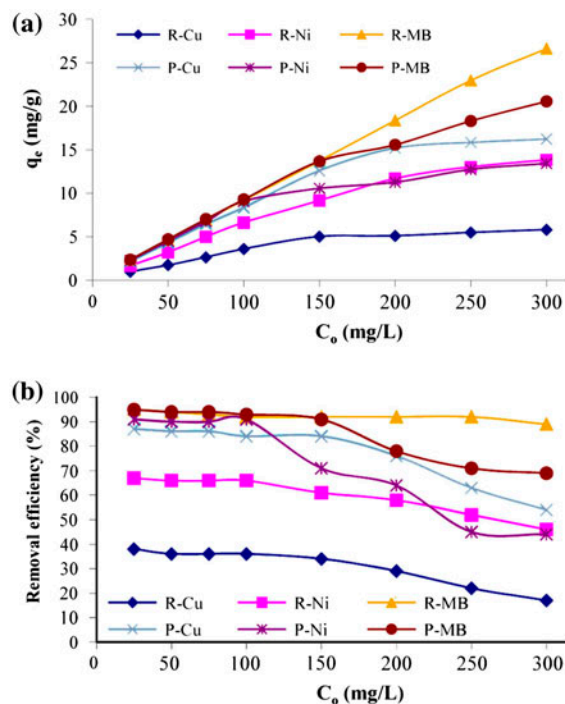 (a)
R-Cu R-Ni R-MB
P-Cu P-Ni P-MB
30
25
20
15
10
5
0
qe (mg/g)
0 50 100 150 200 250 300
Co (mg/L)
(b)
100
90
80
70
60
50
40
30
20
10
0
Removal efficiency (%)
R-Cu R-Ni R-MB
P-Cu P-Ni P-MB
0 50 100 150 200 250 300
Co (mg/L)